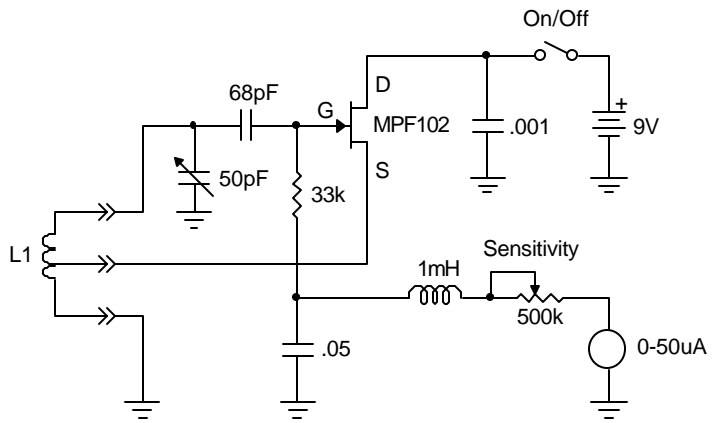 On/Off
D
68pF
G
+
MPF102
.001
9V
S
50pF
33k
L1
Sensitivity
1mH
500k
0-50uA
.05